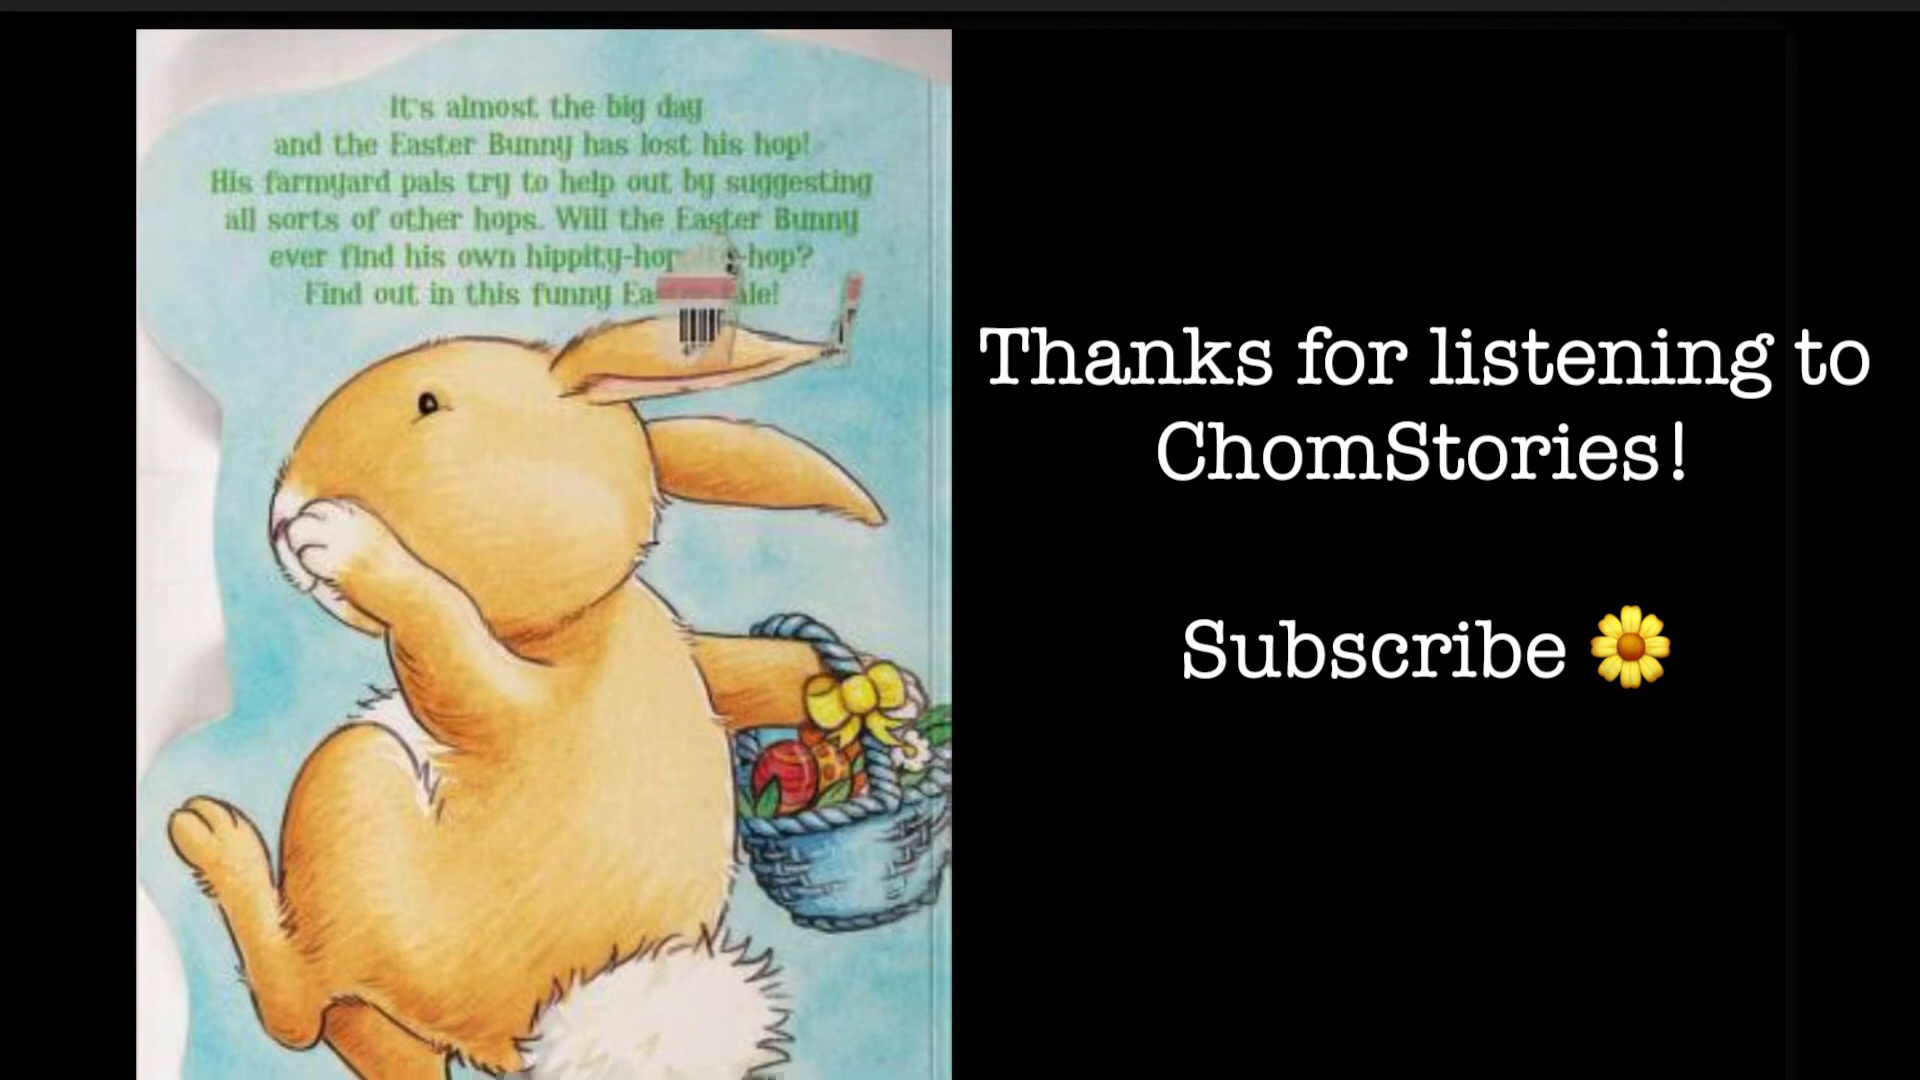 It's almost the big day
and the Easter Bunny has lost his hop!
His farmyard pals try to help out by suggesting
all sorts of other hops. Will the Easter Bunny
ever find his own hop?
Find out in this funny
Thanks for listening to
ChomStories!
Subscribe 🌼